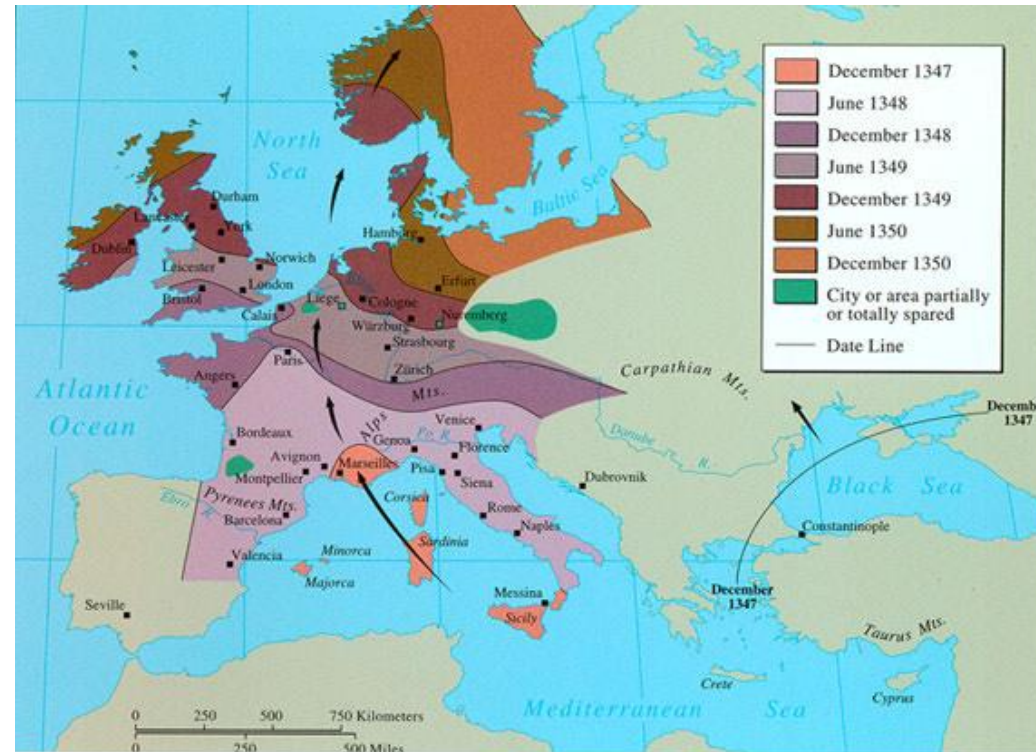 December 1347
June 1348
December 1348
June 1349
December 1349
June 1350
December 1350
City or area partially
or totally spared
Date Line
North
Sea
Baltic Sea
Durham
Lancaster
York
Dublin
Leicester
Norwich
Bristol
London
Calais
Hamburg
Erfurt
Liege
Cologne
Nuremberg
Würzburg
Strasbourg
Paris
Zürich
Angers
Mts.
Carpathian Mts.
Atlantic
Ocean
Alps
Venice
Danube
R.
Bordeaux
Genoa
Po R.
Florence
Avignon
Marseilles
Pisa
Montpellier
Siena
Dubrovnik
Black Sea
Decemb
1347
Ebro
R.
Pyrenees Mts.
Corsica
Rome
Barcelona
Naples
Constantinople
Valencia
Minorca
Sardinia
Majorca
Seville
Messina
Sicily
December
1347
Taurus Mts.
Crete
Cyprus
Mediterranean Sea
0 250 500 750 Kilometers
0 250 500 Miles